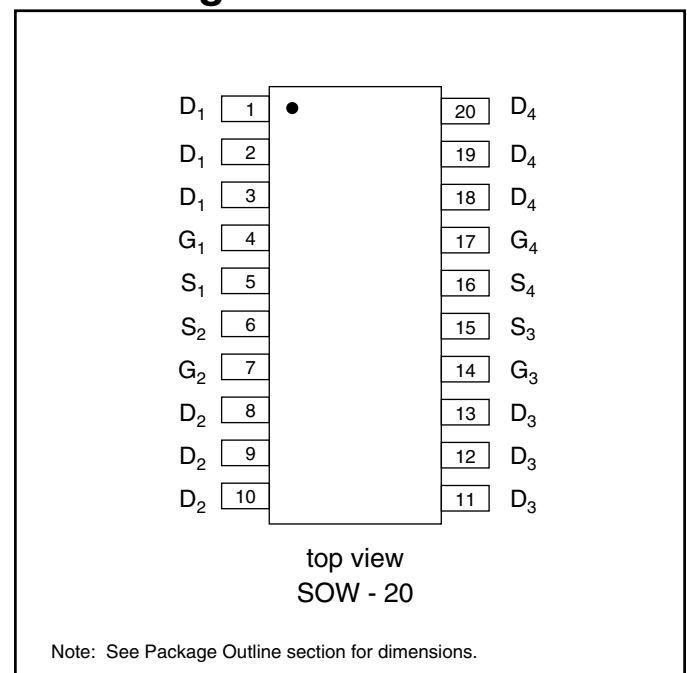 D₁ 1 20 D₄
D₁ 2 19 D₄
D₁ 3 18 D₄
G₁ 4 17 G₄
S₁ 5 16 S₄
S₂ 6 15 S₃
G₂ 7 14 G₃
D₂ 8 13 D₃
D₂ 9 12 D₃
D₂ 10 11 D₃
top view
SOW - 20
Note: See Package Outline section for dimensions.